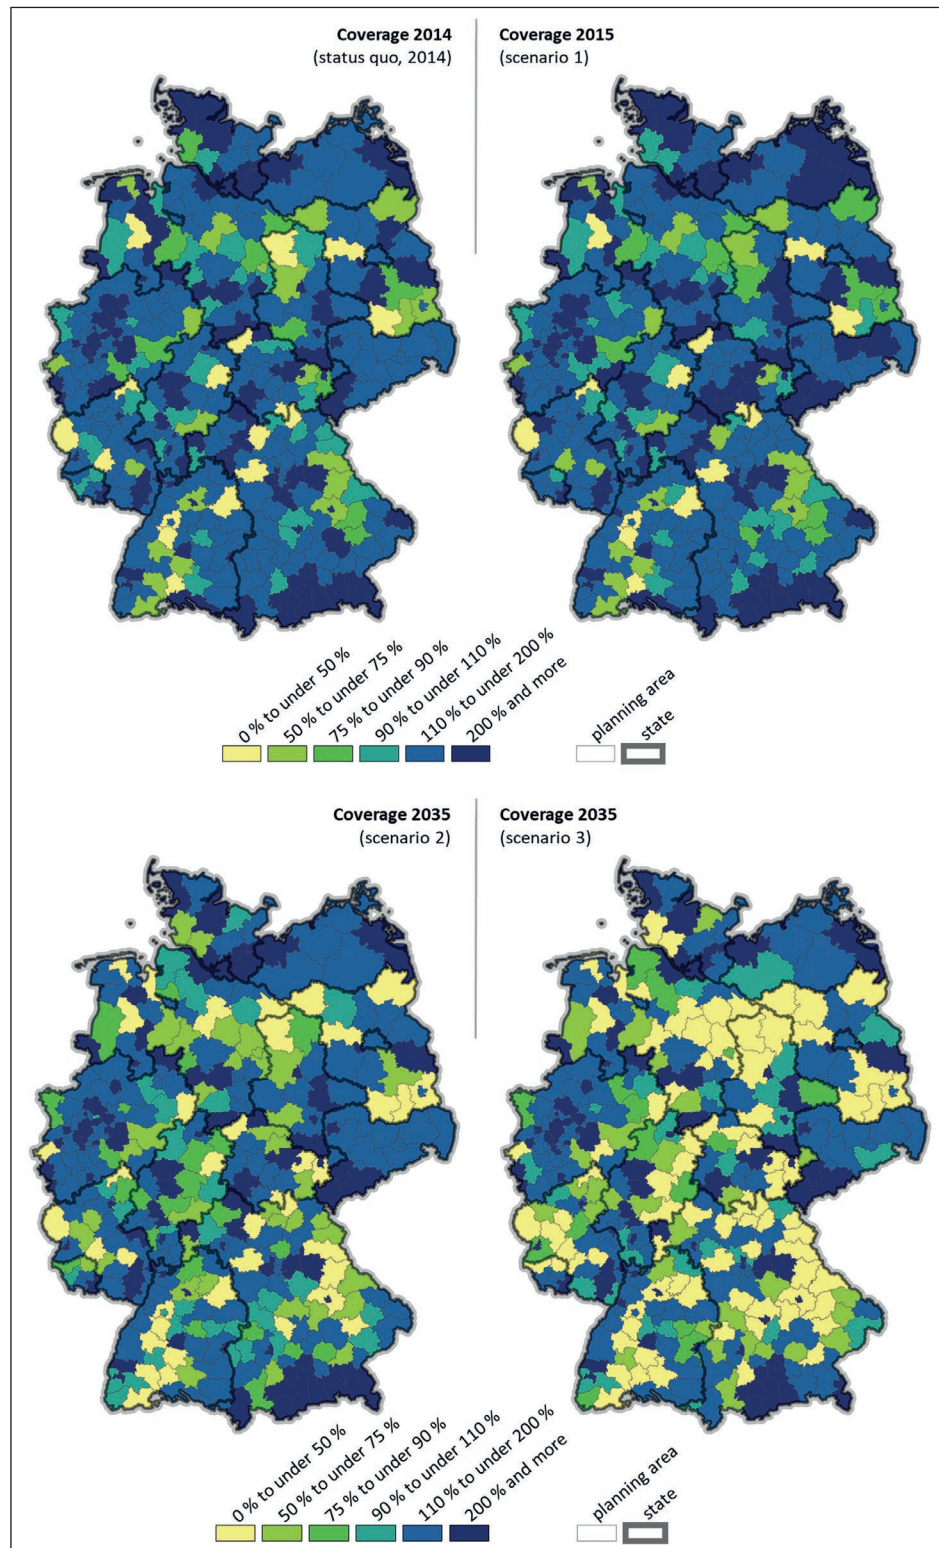 Coverage 2014
(status quo, 2014)
Coverage 2015
(scenario 1)
0 % to under 50 %
50 % to under 75 %
75 % to under 90 %
90 % to under 110 %
110 % to under 200 %
200 % and more
planning area
state
Coverage 2035
(scenario 2)
Coverage 2035
(scenario 3)
0 % to under 50 %
50 % to under 75 %
75 % to under 90 %
90 % to under 110 %
110 % to under 200 %
200 % and more
planning area
state